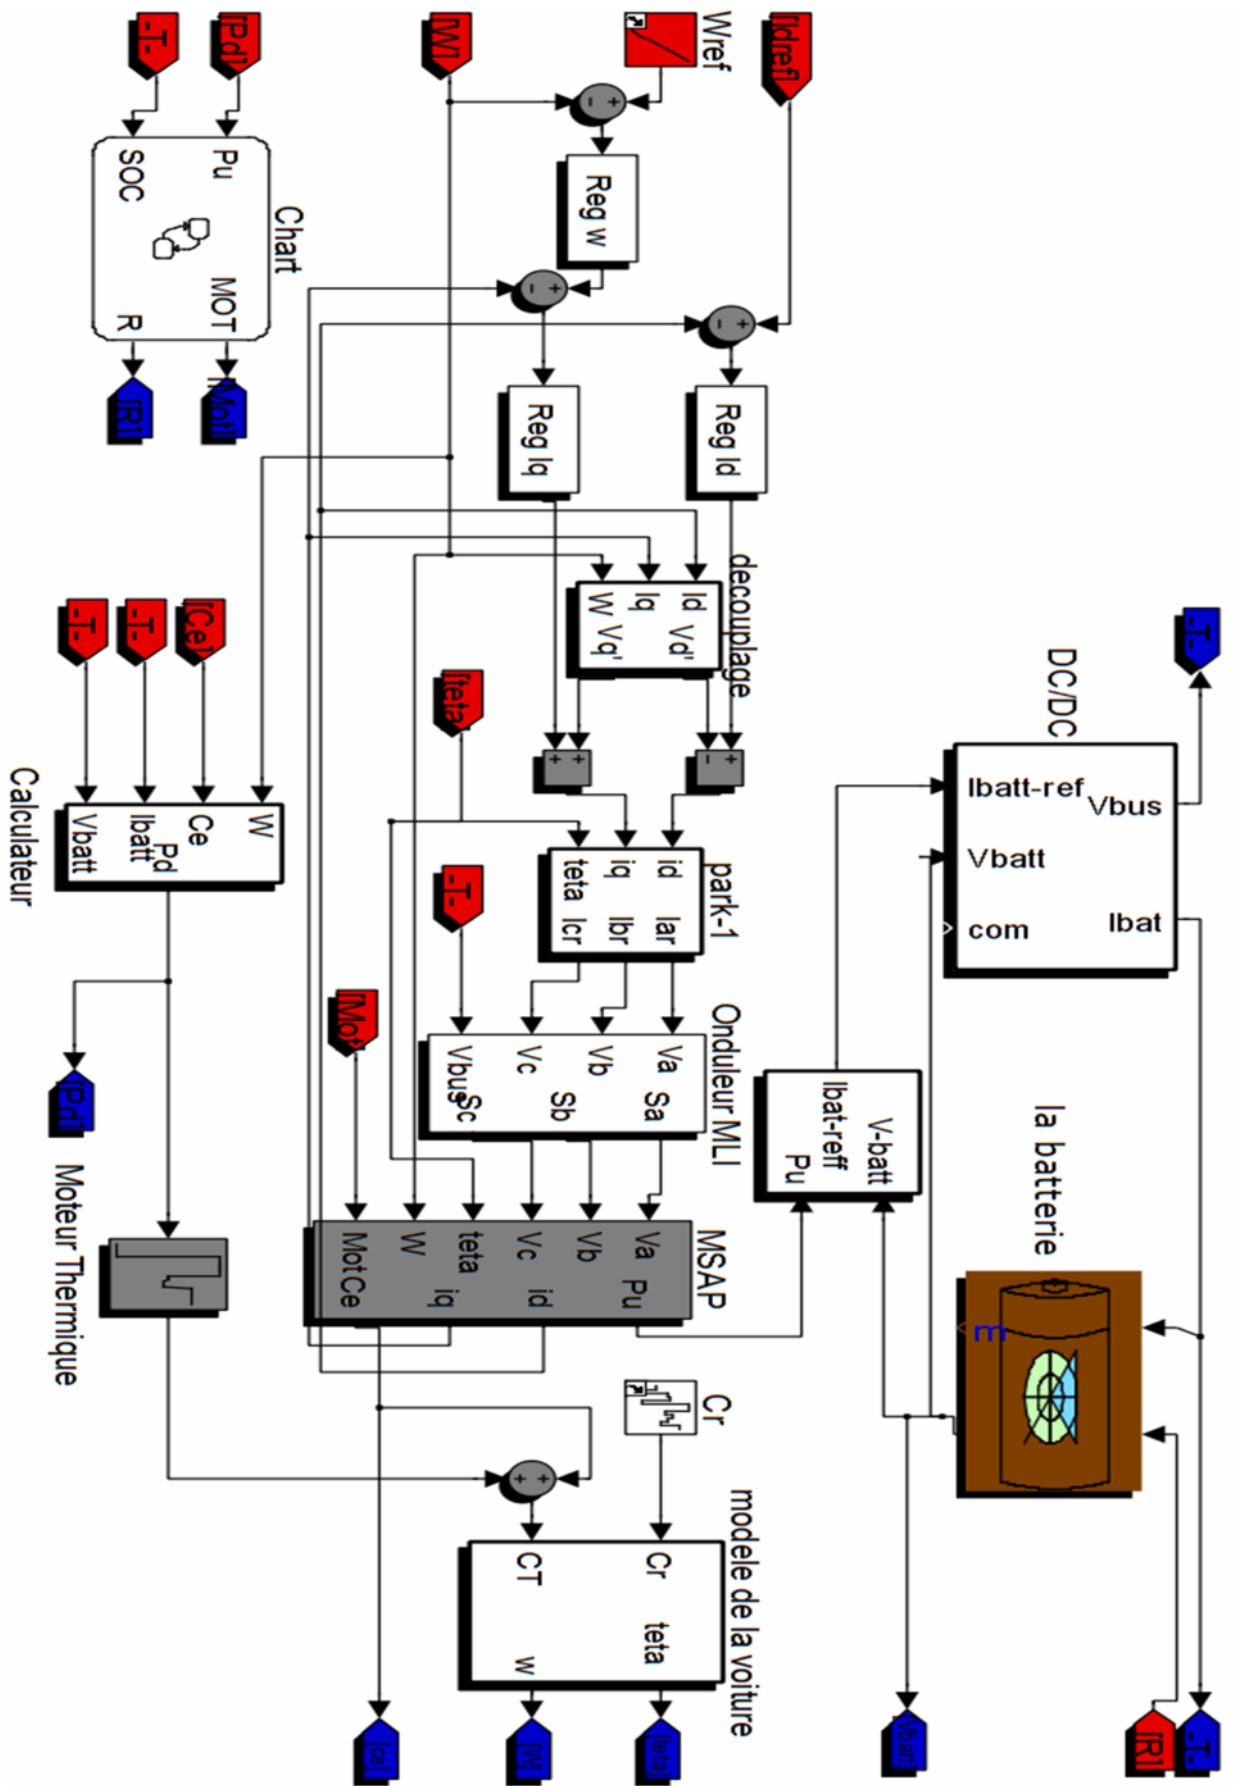 -T-
DC/DC
Ibatt-ref
Vbus
Vbatt
com
Ibat
la batterie
m
[R]
-T-
[Vbatt]
V-batt
Ibat-reff
Pu
[Idref]
Wref
+
-
+
-
+
-
Reg w
Reg Id
Reg Iq
decouplage
Id
Iq
W
Vd'
Vq'
+
-
+
+
[W]
[teta]
park-1
id
iq
teta
Iar
Ibr
Icr
-T-
Onduleur MLI
Va
Vb
Vc
Vbus
Sa
Sb
Sc
[Mot]
MSAP
Va
Vb
Vc
teta
W
Mot
Pu
id
iq
Ce
Cr
+
+
modele de la voiture
Cr
CT
teta
w
[teta]
[W]
[ce]
[Pd1]
-T-
Chart
Pu
SOC
MOT
R
[Mot]
[R1]
[Ce1]
-T-
-T-
W
Ce
Ibatt
Vbatt
Pd
Calculateur
[Pd1]
Moteur Thermique